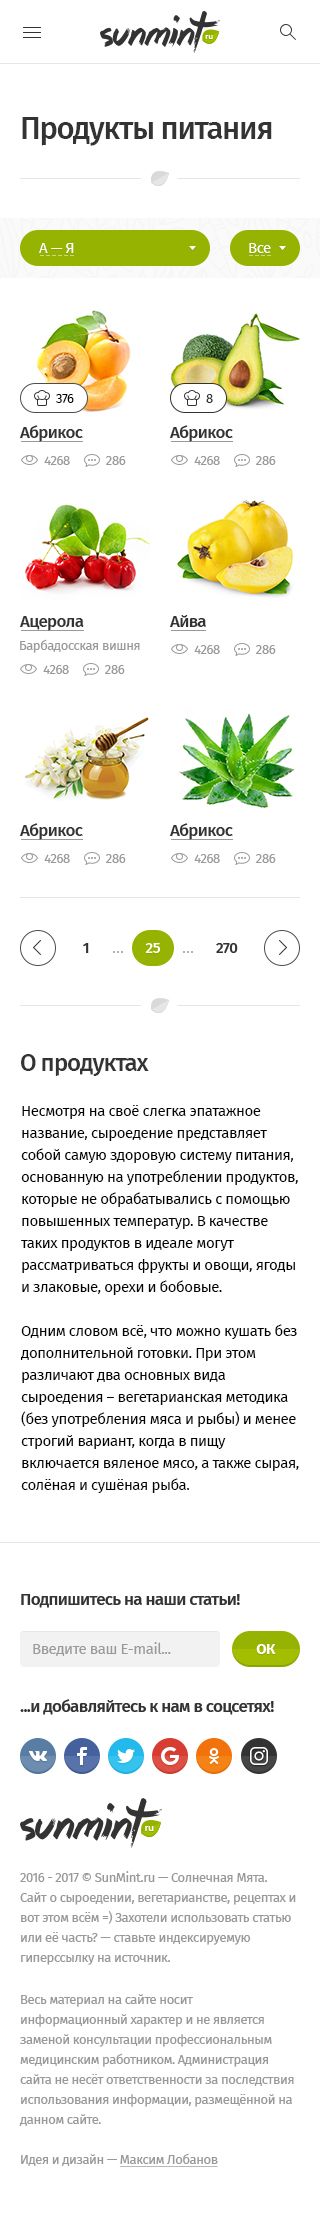 sunmint ru
Продукты питания
А — Я Все
376 8
Абрикос Абрикос
4268 286 4268 286
Ацерола Айва
Барбадосская вишня 4268 286
4268 286
Абрикос Абрикос
4268 286 4268 286
1 ... 25 ... 270
О продуктах
Несмотря на своё слегка эпатажное
название, сыроедение представляет
собой самую здоровую систему питания,
основанную на употреблении продуктов,
которые не обрабатывались с помощью
повышенных температур. В качестве
таких продуктов в идеале могут
рассматриваться фрукты и овощи, ягоды
и злаковые, орехи и бобовые.
Одним словом всё, что можно кушать без
дополнительной готовки. При этом
различают два основных вида
сыроедения – вегетарианская методика
(без употребления мяса и рыбы) и менее
строгий вариант, когда в пищу
включается вяленое мясо, а также сырая,
солёная и сушёная рыба.
Подпишитесь на наши статьи!
Введите ваш E-mail... ОК
...и добавляйтесь к нам в соцсетях!
sunmint ru
2016 - 2017 © SunMint.ru — Солнечная Мята.
Сайт о сыроедении, вегетарианстве, рецептах и
вот этом всём =) Захотели использовать статью
или её часть? — ставьте индексируемую
гиперссылку на источник.
Весь материал на сайте носит
информационный характер и не является
заменой консультации профессиональным
медицинским работником. Администрация
сайта не несёт ответственности за последствия
использования информации, размещённой на
данном сайте.
Идея и дизайн — Максим Лобанов